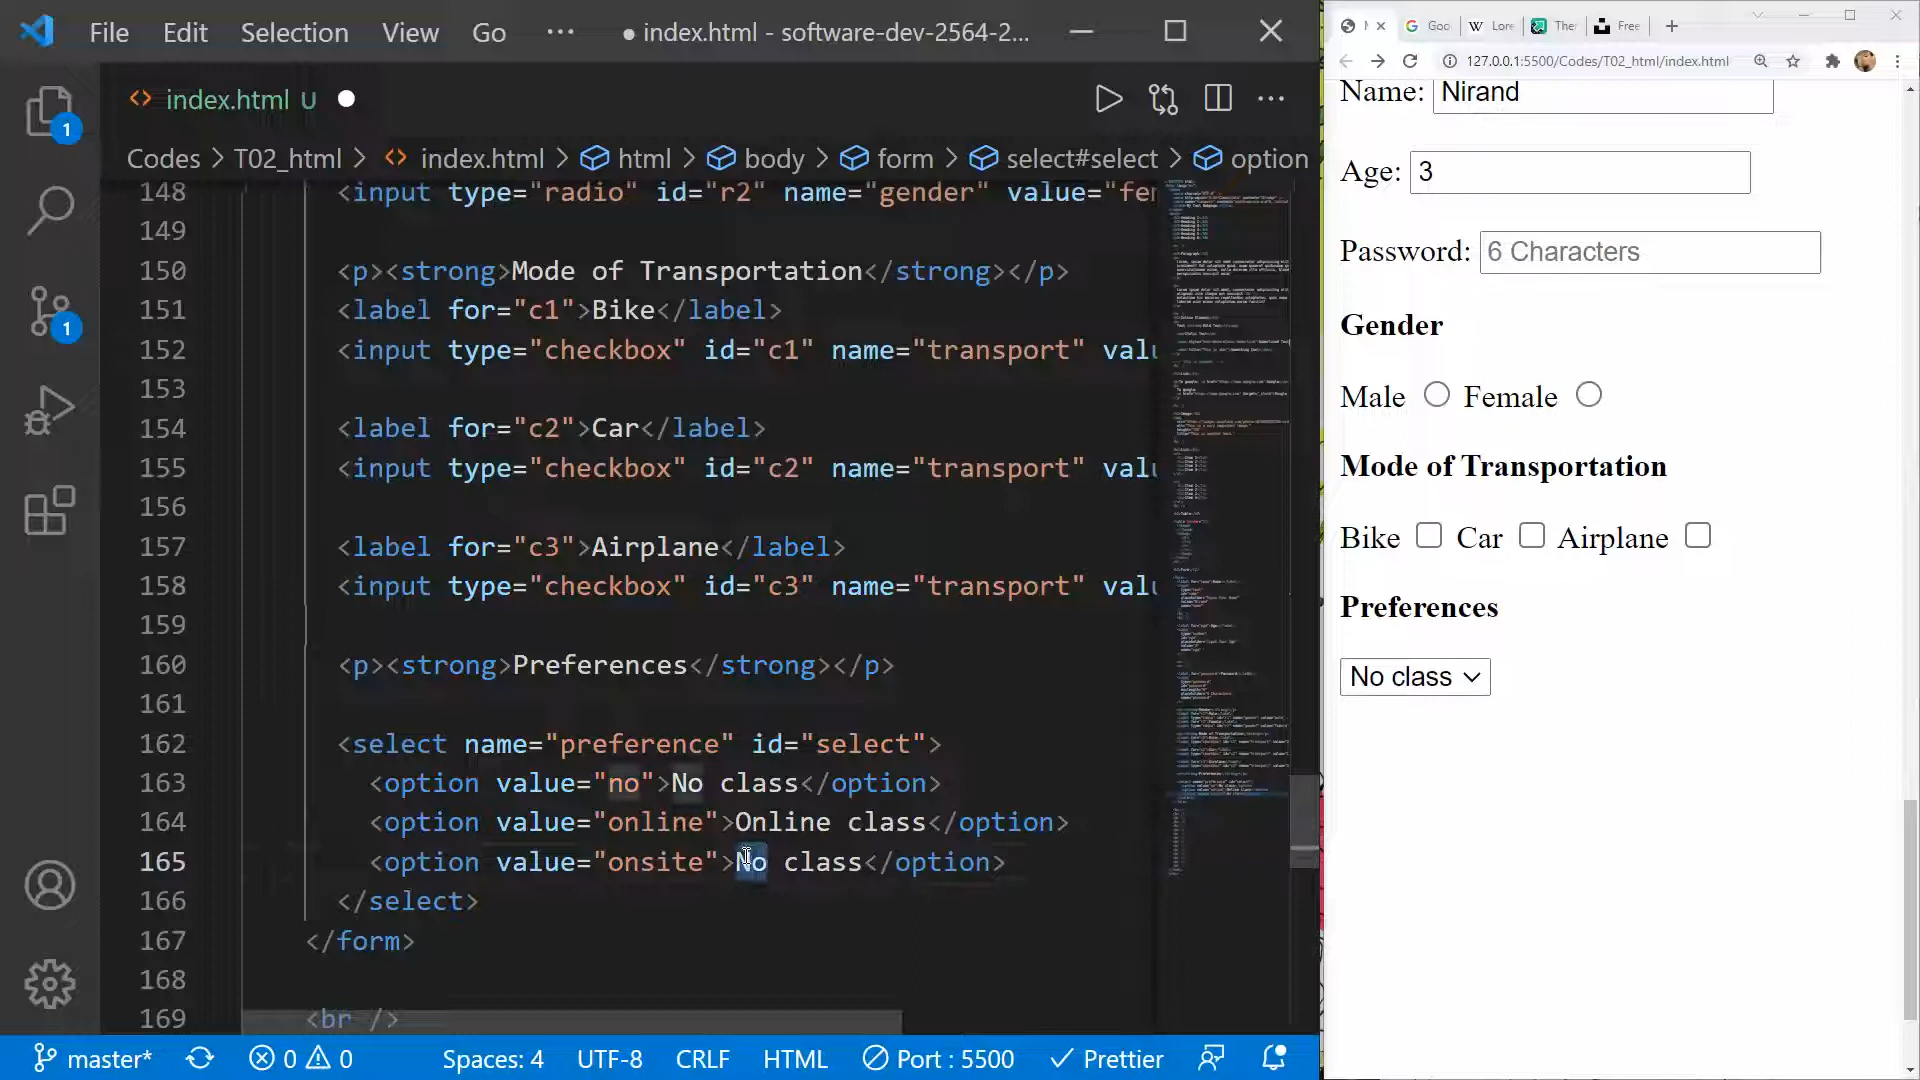 File Edit Selection View Go ··· ● index.html - software-dev-2564-2...
index.html U
Codes > T02_html > index.html > html > body > form > select#select > option
148 <input type="radio" id="r2" name="gender" value="fer
149
150 <p><strong>Mode of Transportation</strong></p>
151 <label for="c1">Bike</label>
152 <input type="checkbox" id="c1" name="transport" valu
153
154 <label for="c2">Car</label>
155 <input type="checkbox" id="c2" name="transport" valu
156
157 <label for="c3">Airplane</label>
158 <input type="checkbox" id="c3" name="transport" valu
159
160 <p><strong>Preferences</strong></p>
161
162 <select name="preference" id="select">
163 <option value="no">No class</option>
164 <option value="online">Online class</option>
165 <option value="onsite">No class</option>
166 </select>
167 </form>
168
169 <br />
1
1
master* 0 0 Spaces: 4 UTF-8 CRLF HTML Port : 5500 Prettier
Goo Lore The Free
127.0.0.1:5500/Codes/T02_html/index.html
Name: Nirand
Age: 3
Password: 6 Characters
Gender
Male Female
Mode of Transportation
Bike Car Airplane
Preferences
No class